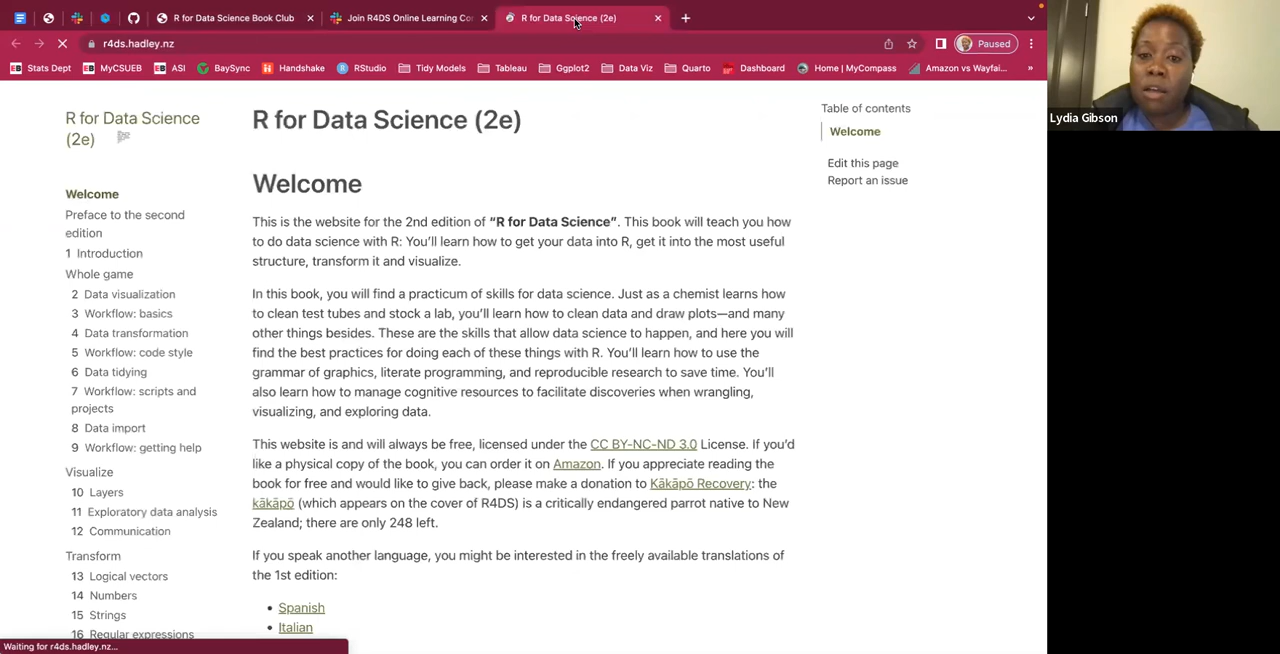 R for Data Science Book Club
Join R4DS Online Learning Co
R for Data Science (2e)
r4ds.hadley.nz
Paused
Stats Dept
MyCSUEB
ASI
BaySync
Handshake
RStudio
Tidy Models
Tableau
Ggplot2
Data Viz
Quarto
Dashboard
Home | MyCompass
Amazon vs Wayfai...
»
Lydia Gibson
R for Data Science
(2e)
Welcome
Preface to the second
edition
1 Introduction
Whole game
2 Data visualization
3 Workflow: basics
4 Data transformation
5 Workflow: code style
6 Data tidying
7 Workflow: scripts and
projects
8 Data import
9 Workflow: getting help
Visualize
10 Layers
11 Exploratory data analysis
12 Communication
Transform
13 Logical vectors
14 Numbers
15 Strings
16 Regular expressions
R for Data Science (2e)
Welcome
This is the website for the 2nd edition of “R for Data Science”. This book will teach you how
to do data science with R: You’ll learn how to get your data into R, get it into the most useful
structure, transform it and visualize.
In this book, you will find a practicum of skills for data science. Just as a chemist learns how
to clean test tubes and stock a lab, you’ll learn how to clean data and draw plots—and many
other things besides. These are the skills that allow data science to happen, and here you will
find the best practices for doing each of these things with R. You’ll learn how to use the
grammar of graphics, literate programming, and reproducible research to save time. You’ll
also learn how to manage cognitive resources to facilitate discoveries when wrangling,
visualizing, and exploring data.
This website is and will always be free, licensed under the CC BY-NC-ND 3.0 License. If you’d
like a physical copy of the book, you can order it on Amazon. If you appreciate reading the
book for free and would like to give back, please make a donation to Kākāpō Recovery: the
kākāpō (which appears on the cover of R4DS) is a critically endangered parrot native to New
Zealand; there are only 248 left.
If you speak another language, you might be interested in the freely available translations of
the 1st edition:
• Spanish
• Italian
Table of contents
Welcome
Edit this page
Report an issue
Waiting for r4ds.hadley.nz...